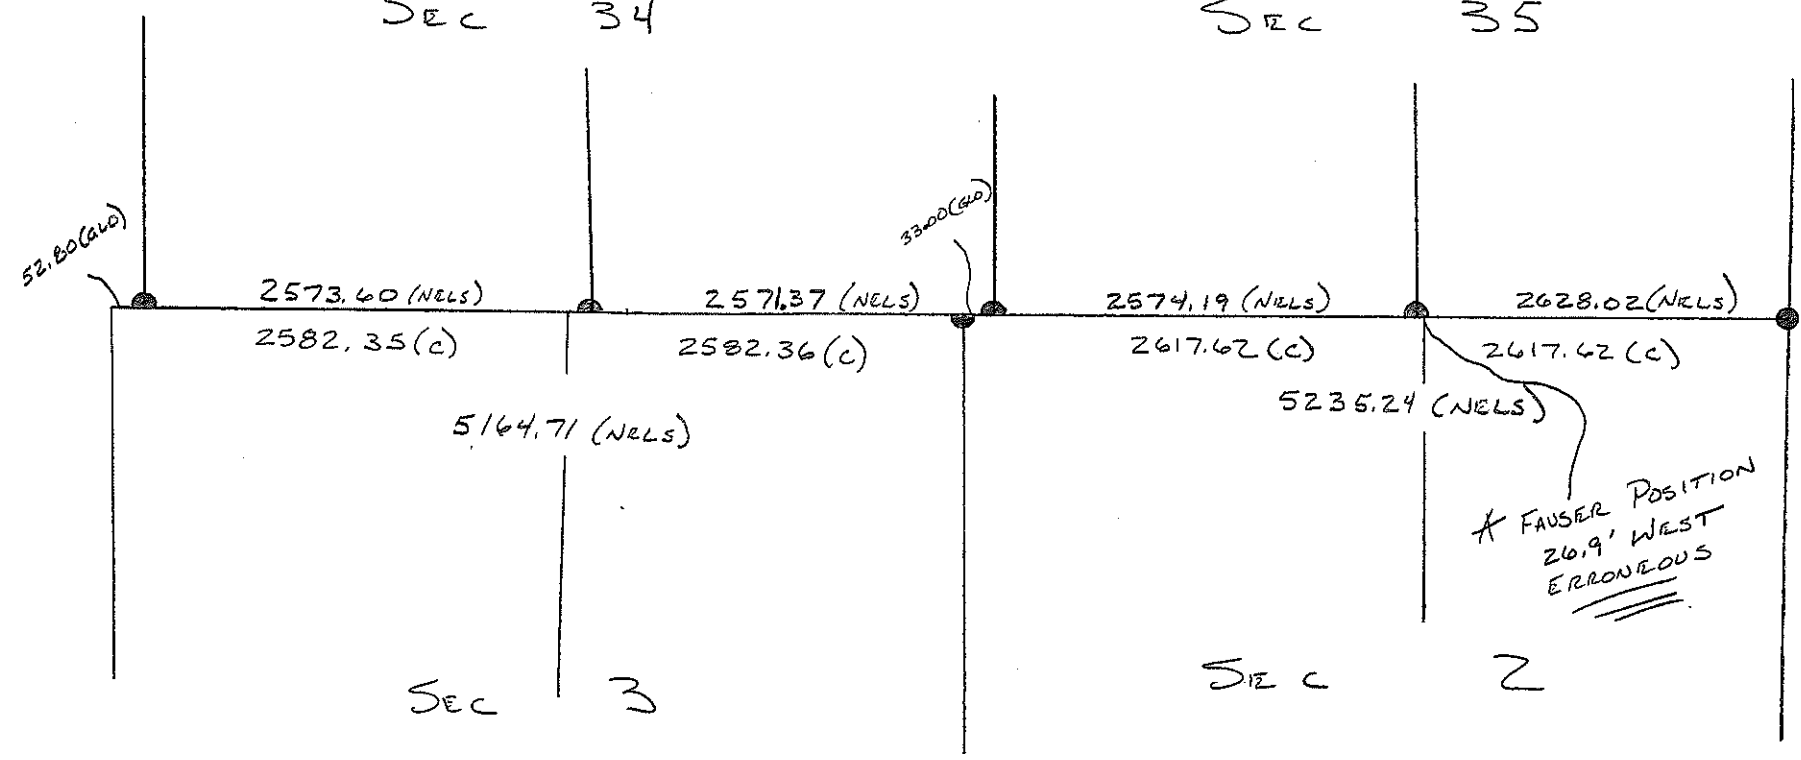 SEC 34
SEC 35
52.80 (GLO)
33.00 (GLO)
2573.60 (NELS)
2571.37 (NELS)
2574.19 (NELS)
2628.02 (NELS)
2582.35 (C)
2582.36 (C)
2617.62 (C)
2617.62 (C)
5164.71 (NELS)
5235.24 (NELS)
* FAUSER POSITION
26.9' WEST
ERRONEOUS
SEC 3
SEC 2